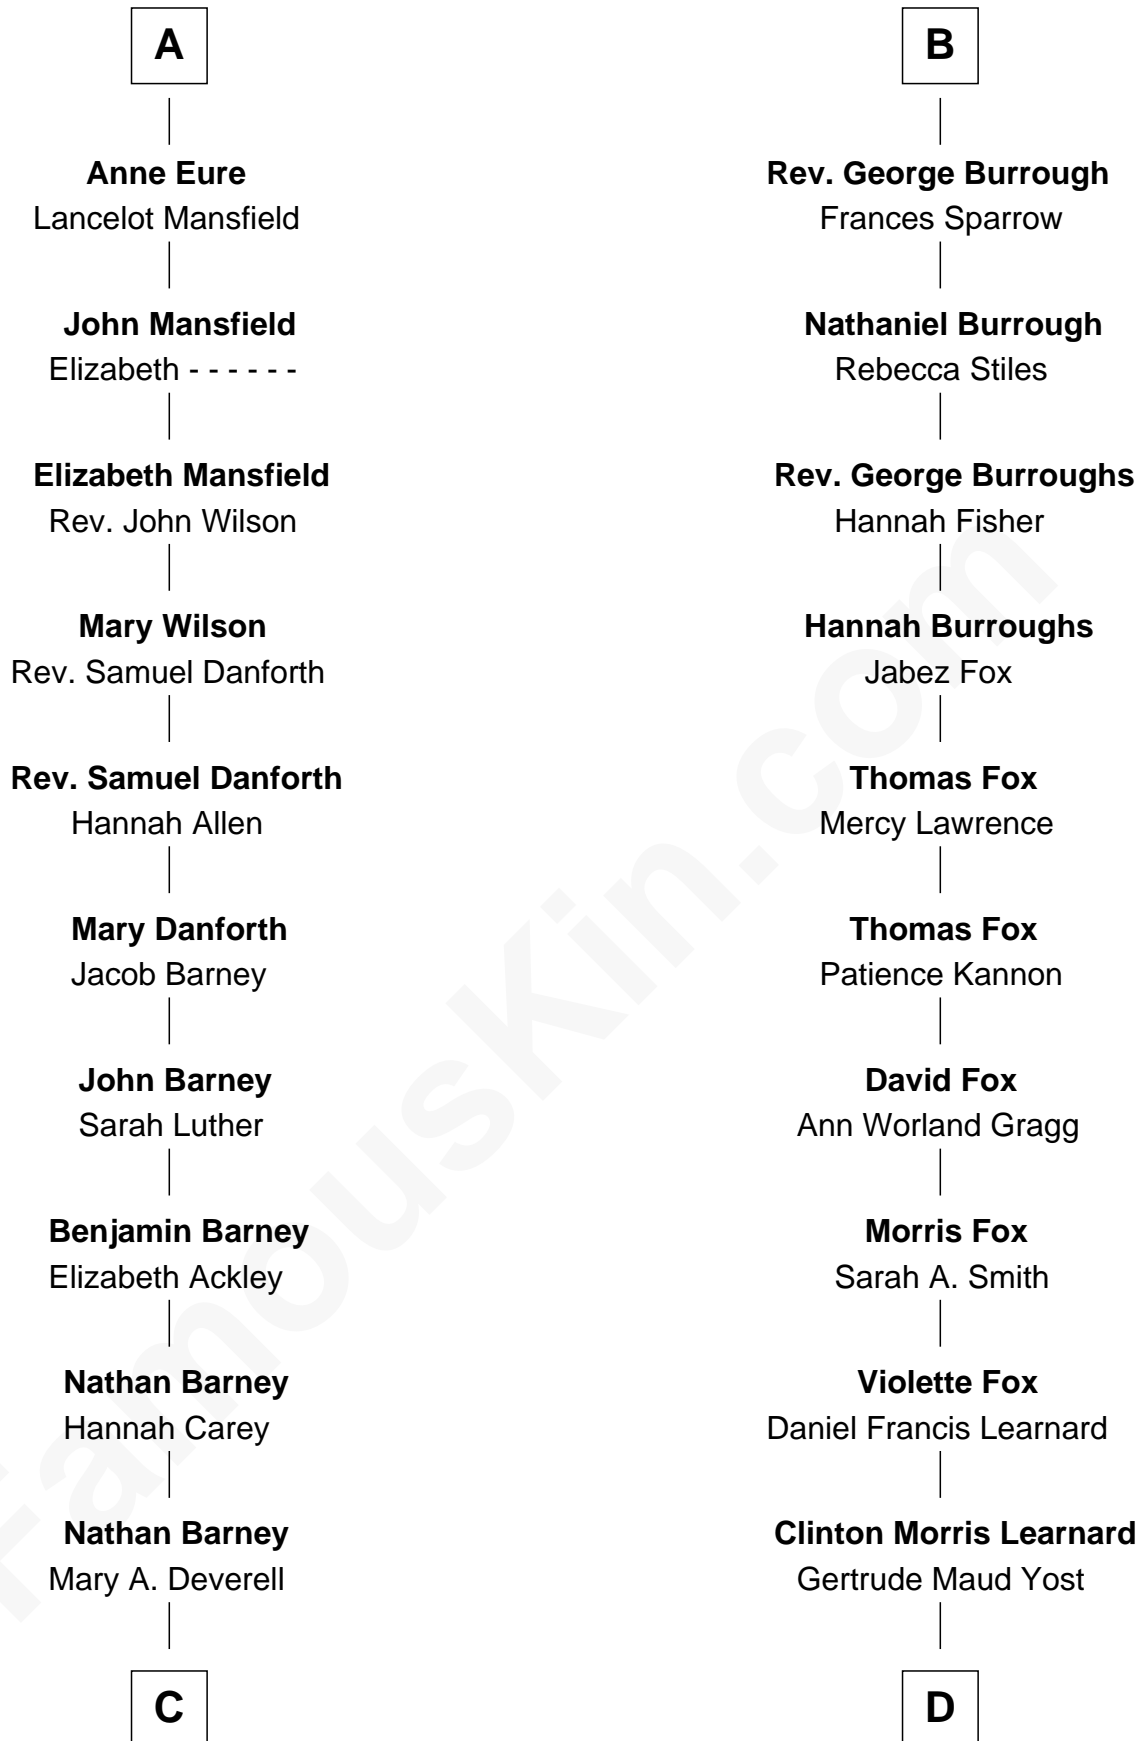 A
Anne Eure
Lancelot Mansfield
John Mansfield
Elizabeth - - - - - -
Elizabeth Mansfield
Rev. John Wilson
Mary Wilson
Rev. Samuel Danforth
Rev. Samuel Danforth
Hannah Allen
Mary Danforth
Jacob Barney
John Barney
Sarah Luther
Benjamin Barney
Elizabeth Ackley
Nathan Barney
Hannah Carey
Nathan Barney
Mary A. Deverell
C
B
Rev. George Burrough
Frances Sparrow
Nathaniel Burrough
Rebecca Stiles
Rev. George Burroughs
Hannah Fisher
Hannah Burroughs
Jabez Fox
Thomas Fox
Mercy Lawrence
Thomas Fox
Patience Kannon
David Fox
Ann Worland Gragg
Morris Fox
Sarah A. Smith
Violette Fox
Daniel Francis Learnard
Clinton Morris Learnard
Gertrude Maud Yost
D
FamousKin.com